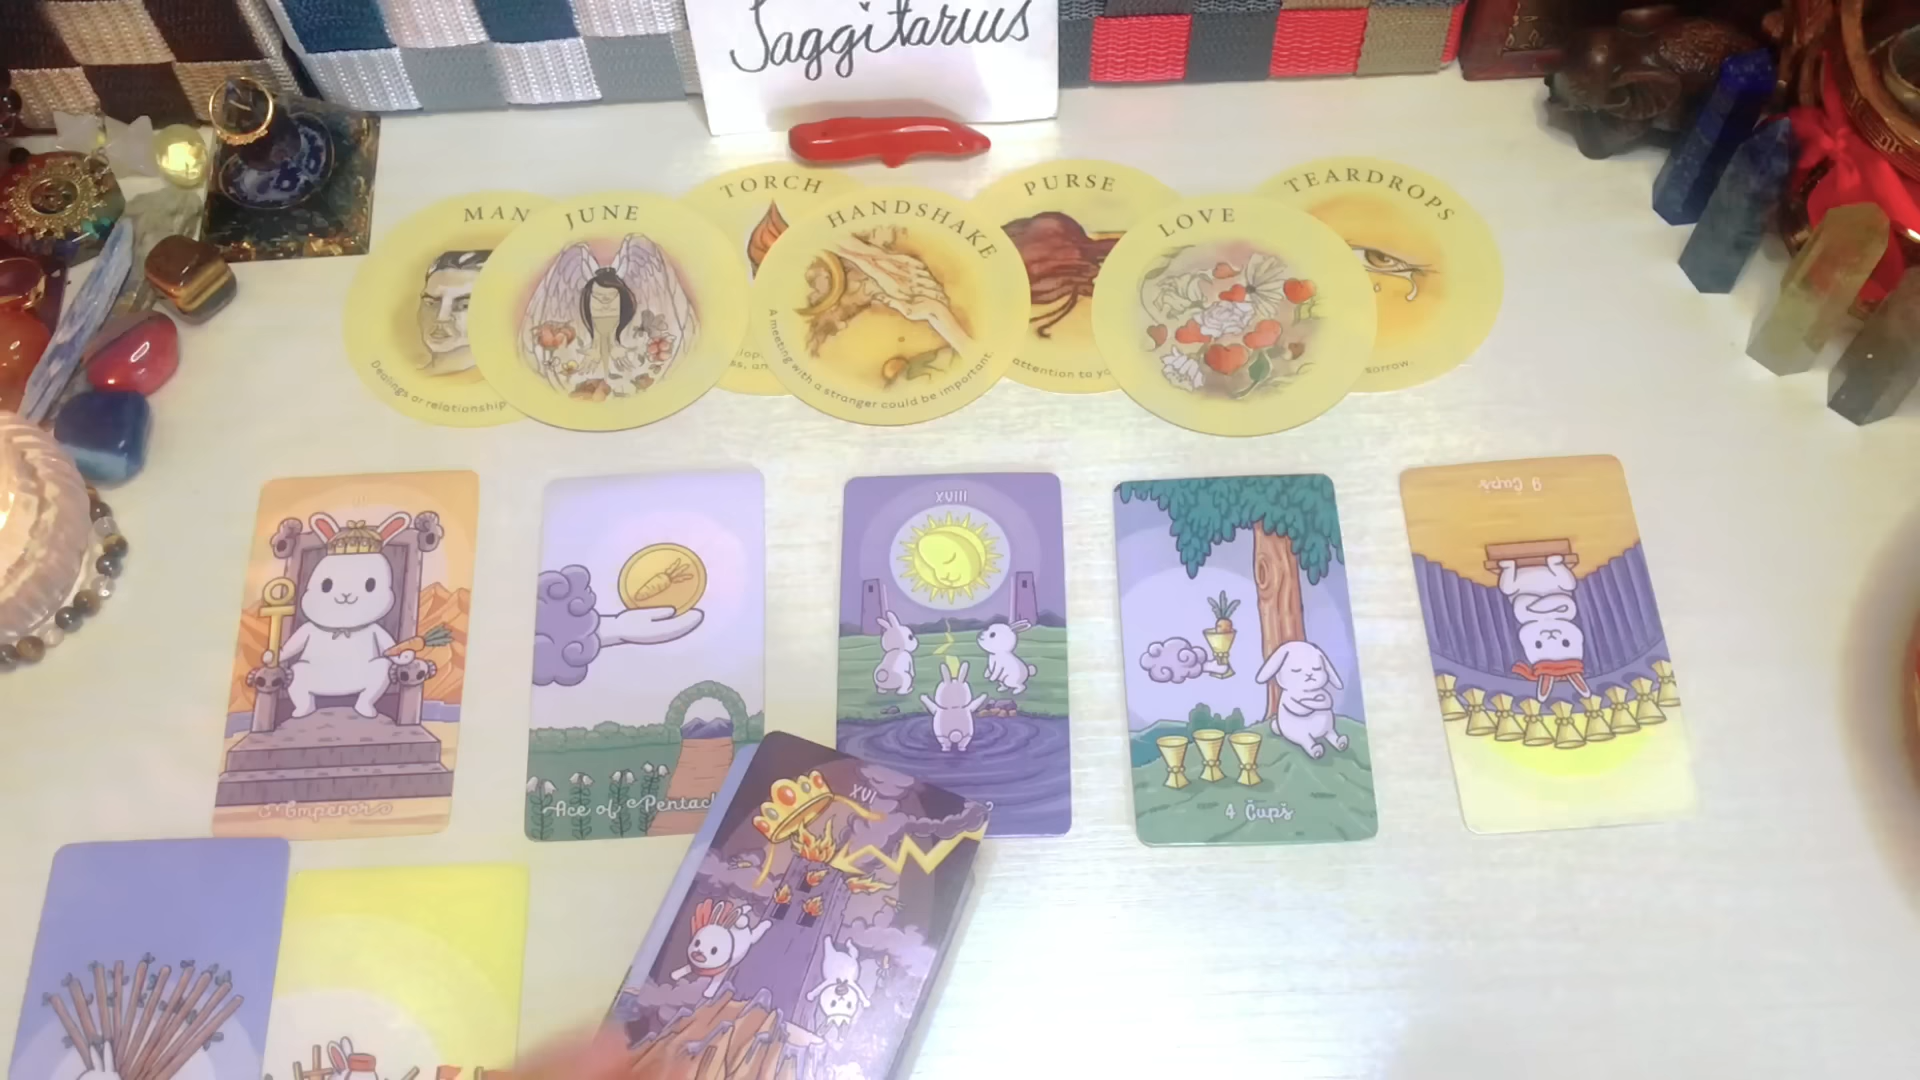 Saggitarius
MAN
Dealings or relationship
JUNE
TORCH
HANDSHAKE
A meeting with a stranger could be important.
PURSE
attention to yo
LOVE
TEARDROPS
sorrow.
Emperor
Ace of Pentacl
XVIII
4 Cups
9 Cups
XVI